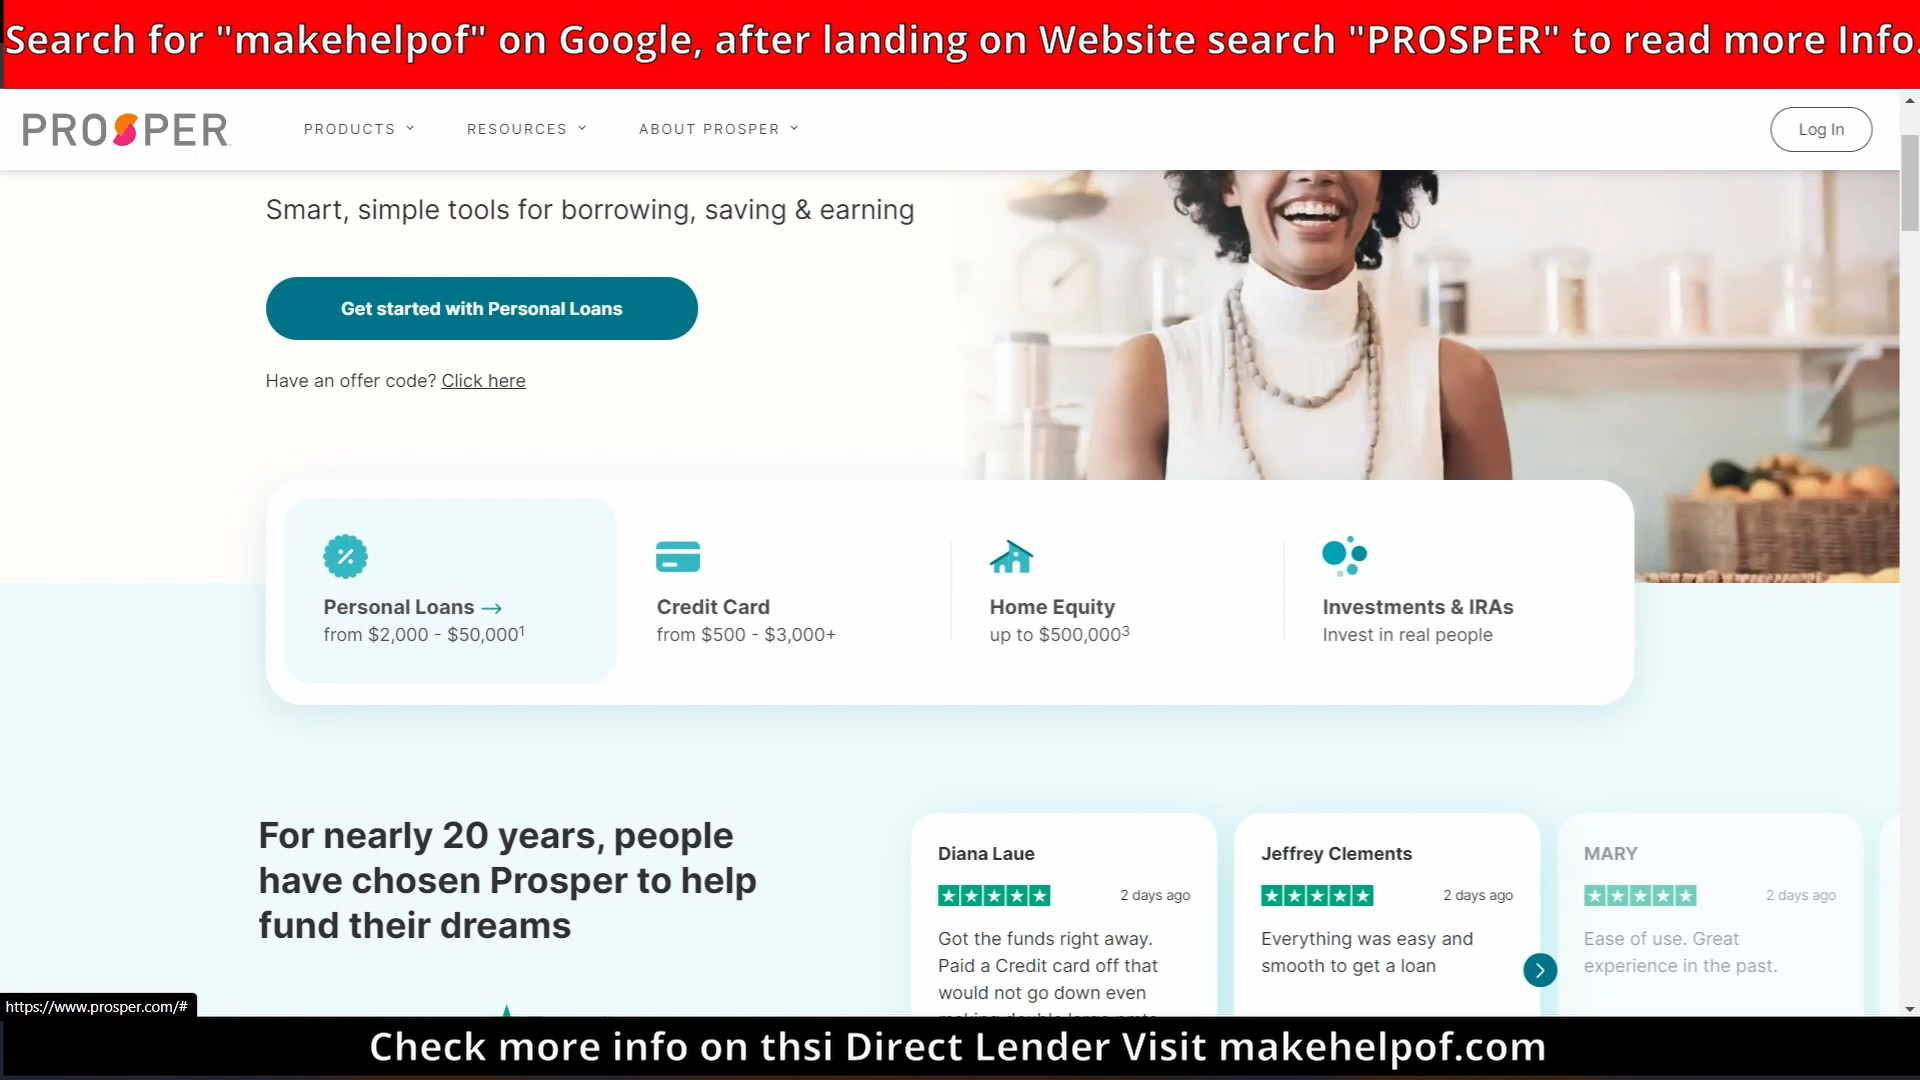 Search for "makehelpof" on Google, after landing on Website search "PROSPER" to read more Info.
PROSPER
PRODUCTS
RESOURCES
ABOUT PROSPER
Log In
Smart, simple tools for borrowing, saving & earning
Get started with Personal Loans
Have an offer code? Click here
Personal Loans →
from $2,000 - $50,000¹
Credit Card
from $500 - $3,000+
Home Equity
up to $500,000³
Investments & IRAs
Invest in real people
For nearly 20 years, people
have chosen Prosper to help
fund their dreams
Diana Laue
2 days ago
Got the funds right away.
Paid a Credit card off that
would not go down even
Jeffrey Clements
2 days ago
Everything was easy and
smooth to get a loan
MARY
2 days ago
Ease of use. Great
experience in the past.
https://www.prosper.com/#
Check more info on thsi Direct Lender Visit makehelpof.com